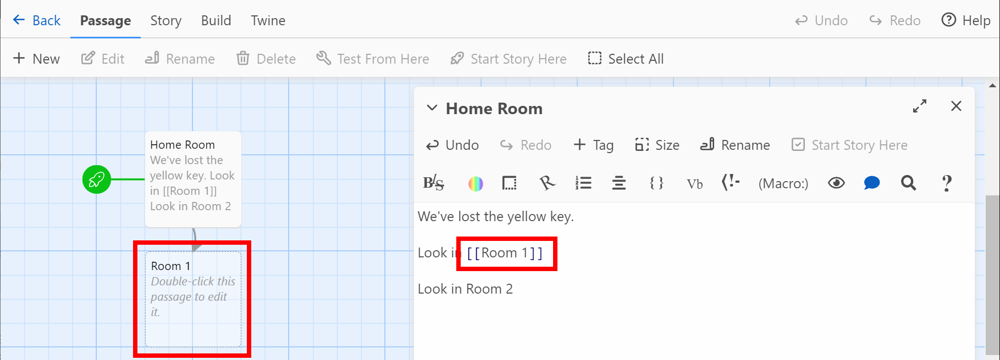 Back Passage Story Build Twine Undo Redo Help
New Edit Rename Delete Test From Here Start Story Here Select All
Home Room
We've lost the
yellow key. Look
in [[Room 1]]
Look in Room 2
Room 1
Double-click this
passage to edit
it.
Home Room
Undo Redo Tag Size Rename Start Story Here
B/S { } Vb (Macro:) ?
We've lost the yellow key.
Look in [[Room 1]]
Look in Room 2